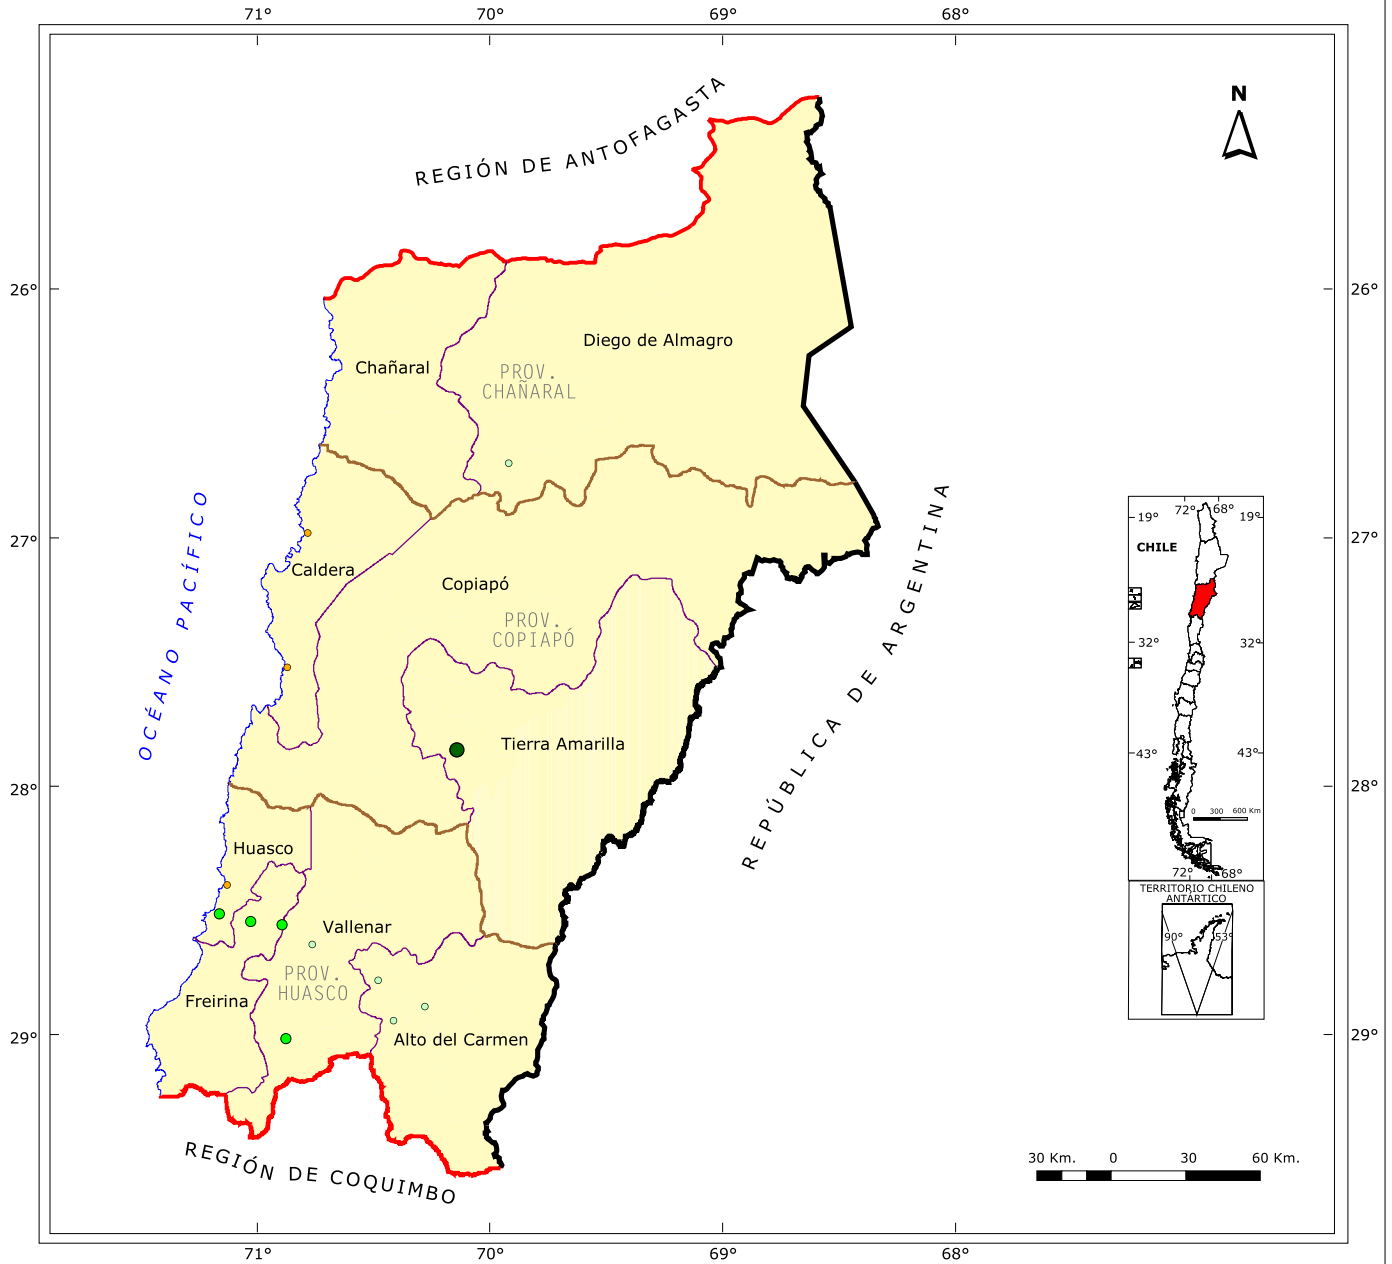 71°
70°
69°
68°
REGIÓN DE ANTOFAGASTA
N
26°
26°
Diego de Almagro
Chañaral
PROV.
CHAÑARAL
OCÉANO PACÍFICO
REPÚBLICA DE ARGENTINA
72°
68°
19°
19°
CHILE
27°
27°
Caldera
Copiapó
PROV.
COPIAPÓ
32°
32°
Tierra Amarilla
43°
43°
28°
28°
0 300 600 Km
Huasco
72°
68°
TERRITORIO CHILENO
ANTÁRTICO
90°
53°
Vallenar
PROV.
HUASCO
Freirina
Alto del Carmen
29°
29°
REGIÓN DE COQUIMBO
30 Km. 0 30 60 Km.
71°
70°
69°
68°